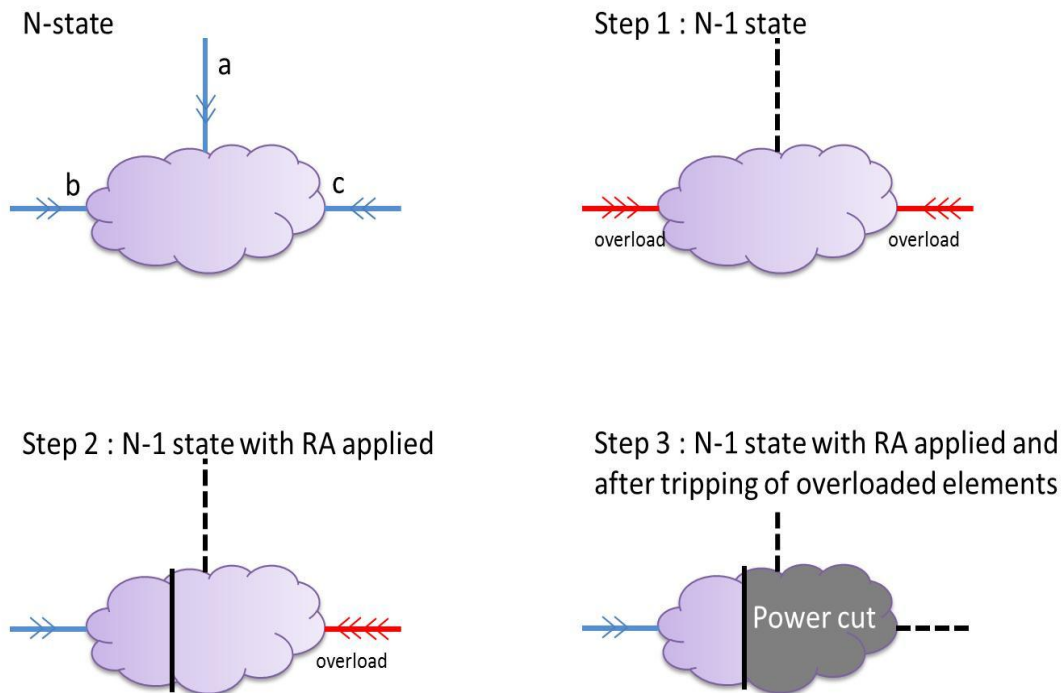 N-state
a
b
c
Step 1 : N-1 state
overload
overload
Step 2 : N-1 state with RA applied
overload
Step 3 : N-1 state with RA applied and
after tripping of overloaded elements
Power cut